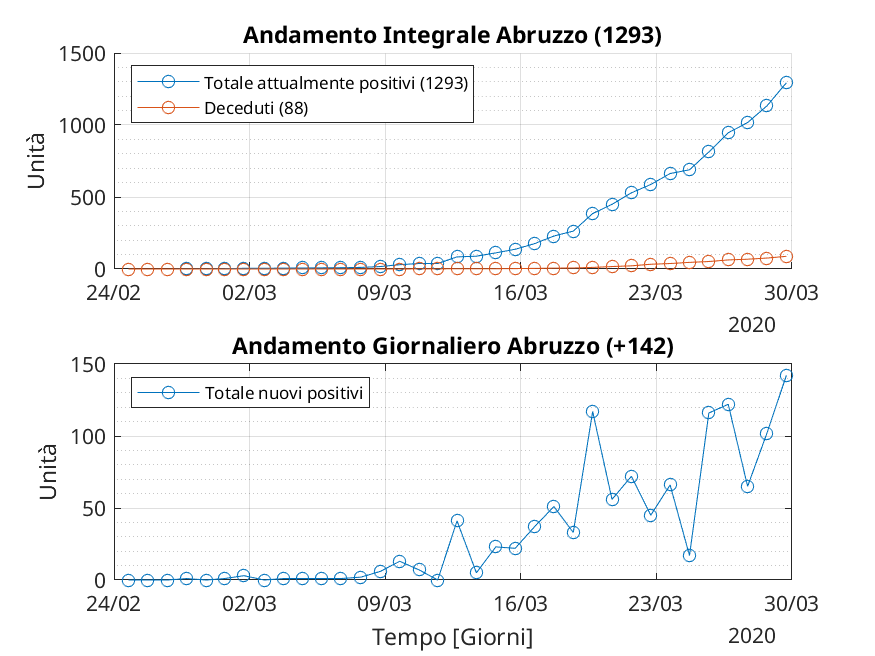 Andamento Integrale Abruzzo (1293)
1500
1000
500
0
Unità
Totale attualmente positivi (1293)
Deceduti (88)
24/02 02/03 09/03 16/03 23/03 30/03
2020
Andamento Giornaliero Abruzzo (+142)
150
100
50
0
Unità
Totale nuovi positivi
24/02 02/03 09/03 16/03 23/03 30/03
Tempo [Giorni]
2020